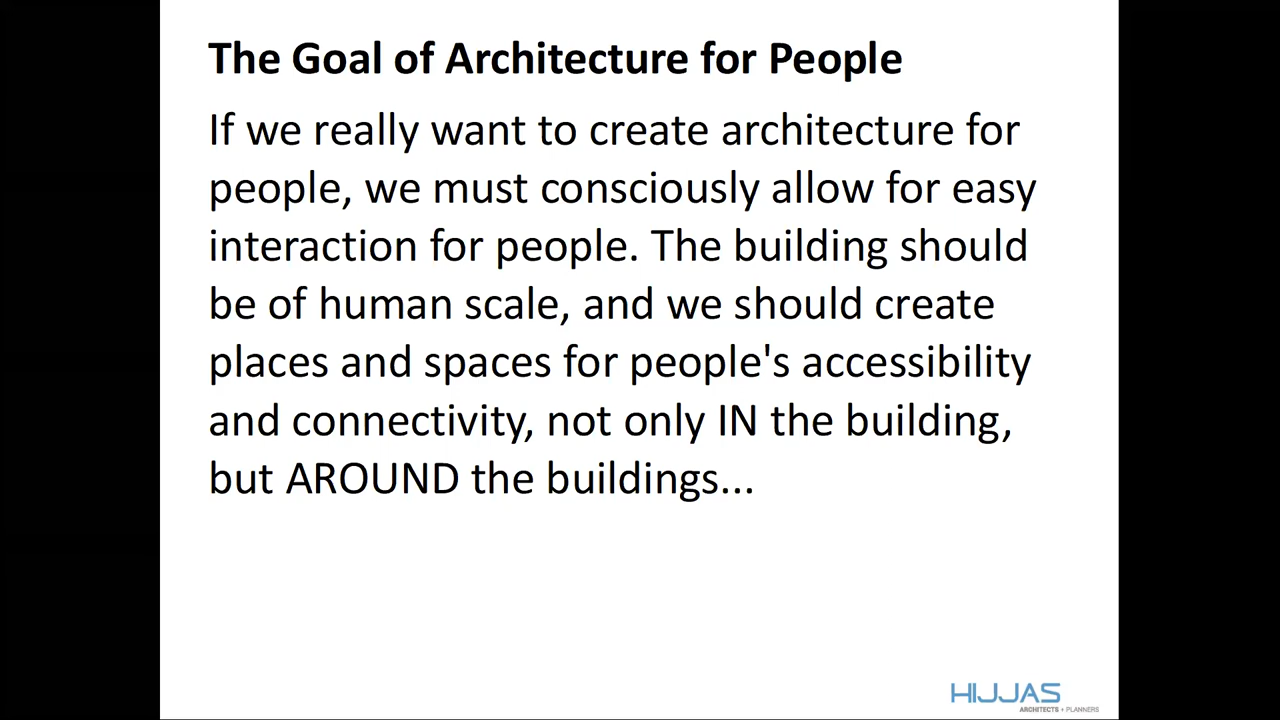 The Goal of Architecture for People
If we really want to create architecture for
people, we must consciously allow for easy
interaction for people. The building should
be of human scale, and we should create
places and spaces for people's accessibility
and connectivity, not only IN the building,
but AROUND the buildings...
HIJJAS
ARCHITECTS + PLANNERS